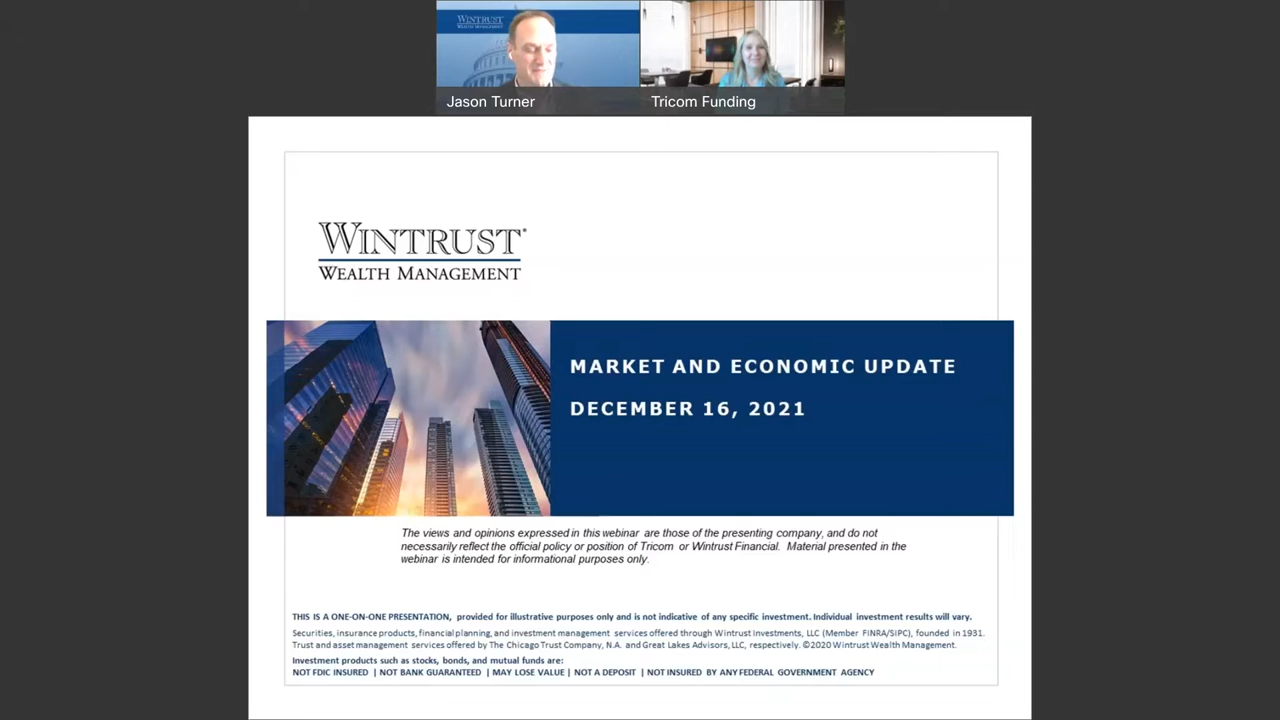 WINTRUST
WEALTH MANAGEMENT
Jason Turner
Tricom Funding
WINTRUST®
WEALTH MANAGEMENT
MARKET AND ECONOMIC UPDATE
DECEMBER 16, 2021
The views and opinions expressed in this webinar are those of the presenting company, and do not
necessarily reflect the official policy or position of Tricom or Wintrust Financial. Material presented in the
webinar is intended for informational purposes only.
THIS IS A ONE-ON-ONE PRESENTATION, provided for illustrative purposes only and is not indicative of any specific investment. Individual investment results will vary.
Securities, insurance products, financial planning, and investment management services offered through Wintrust Investments, LLC (Member FINRA/SIPC), founded in 1931.
Trust and asset management services offered by The Chicago Trust Company, N.A. and Great Lakes Advisors, LLC, respectively. ©2020 Wintrust Wealth Management.
Investment products such as stocks, bonds, and mutual funds are:
NOT FDIC INSURED | NOT BANK GUARANTEED | MAY LOSE VALUE | NOT A DEPOSIT | NOT INSURED BY ANY FEDERAL GOVERNMENT AGENCY